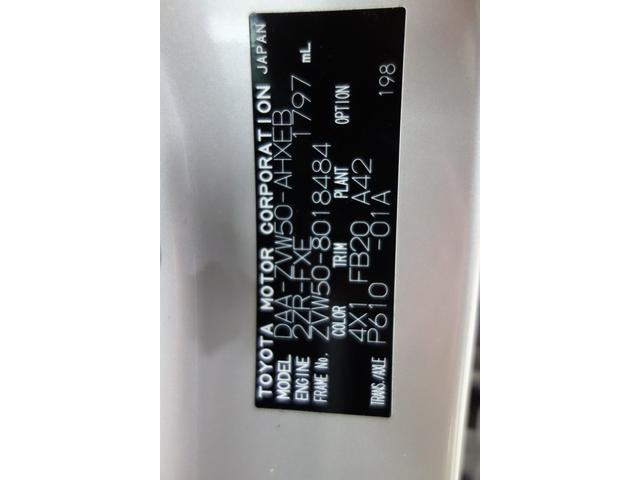 TOYOTA MOTOR CORPORATION JAPAN
MODEL DAA-ZVW50-AHXEB
ENGINE 2ZR-FXE 1797 mL
FRAME No. ZVW50-8018484
COLOR TRIM PLANT OPTION
4X1 FB20 A42
TRANS./AXLE P610 -01A 198